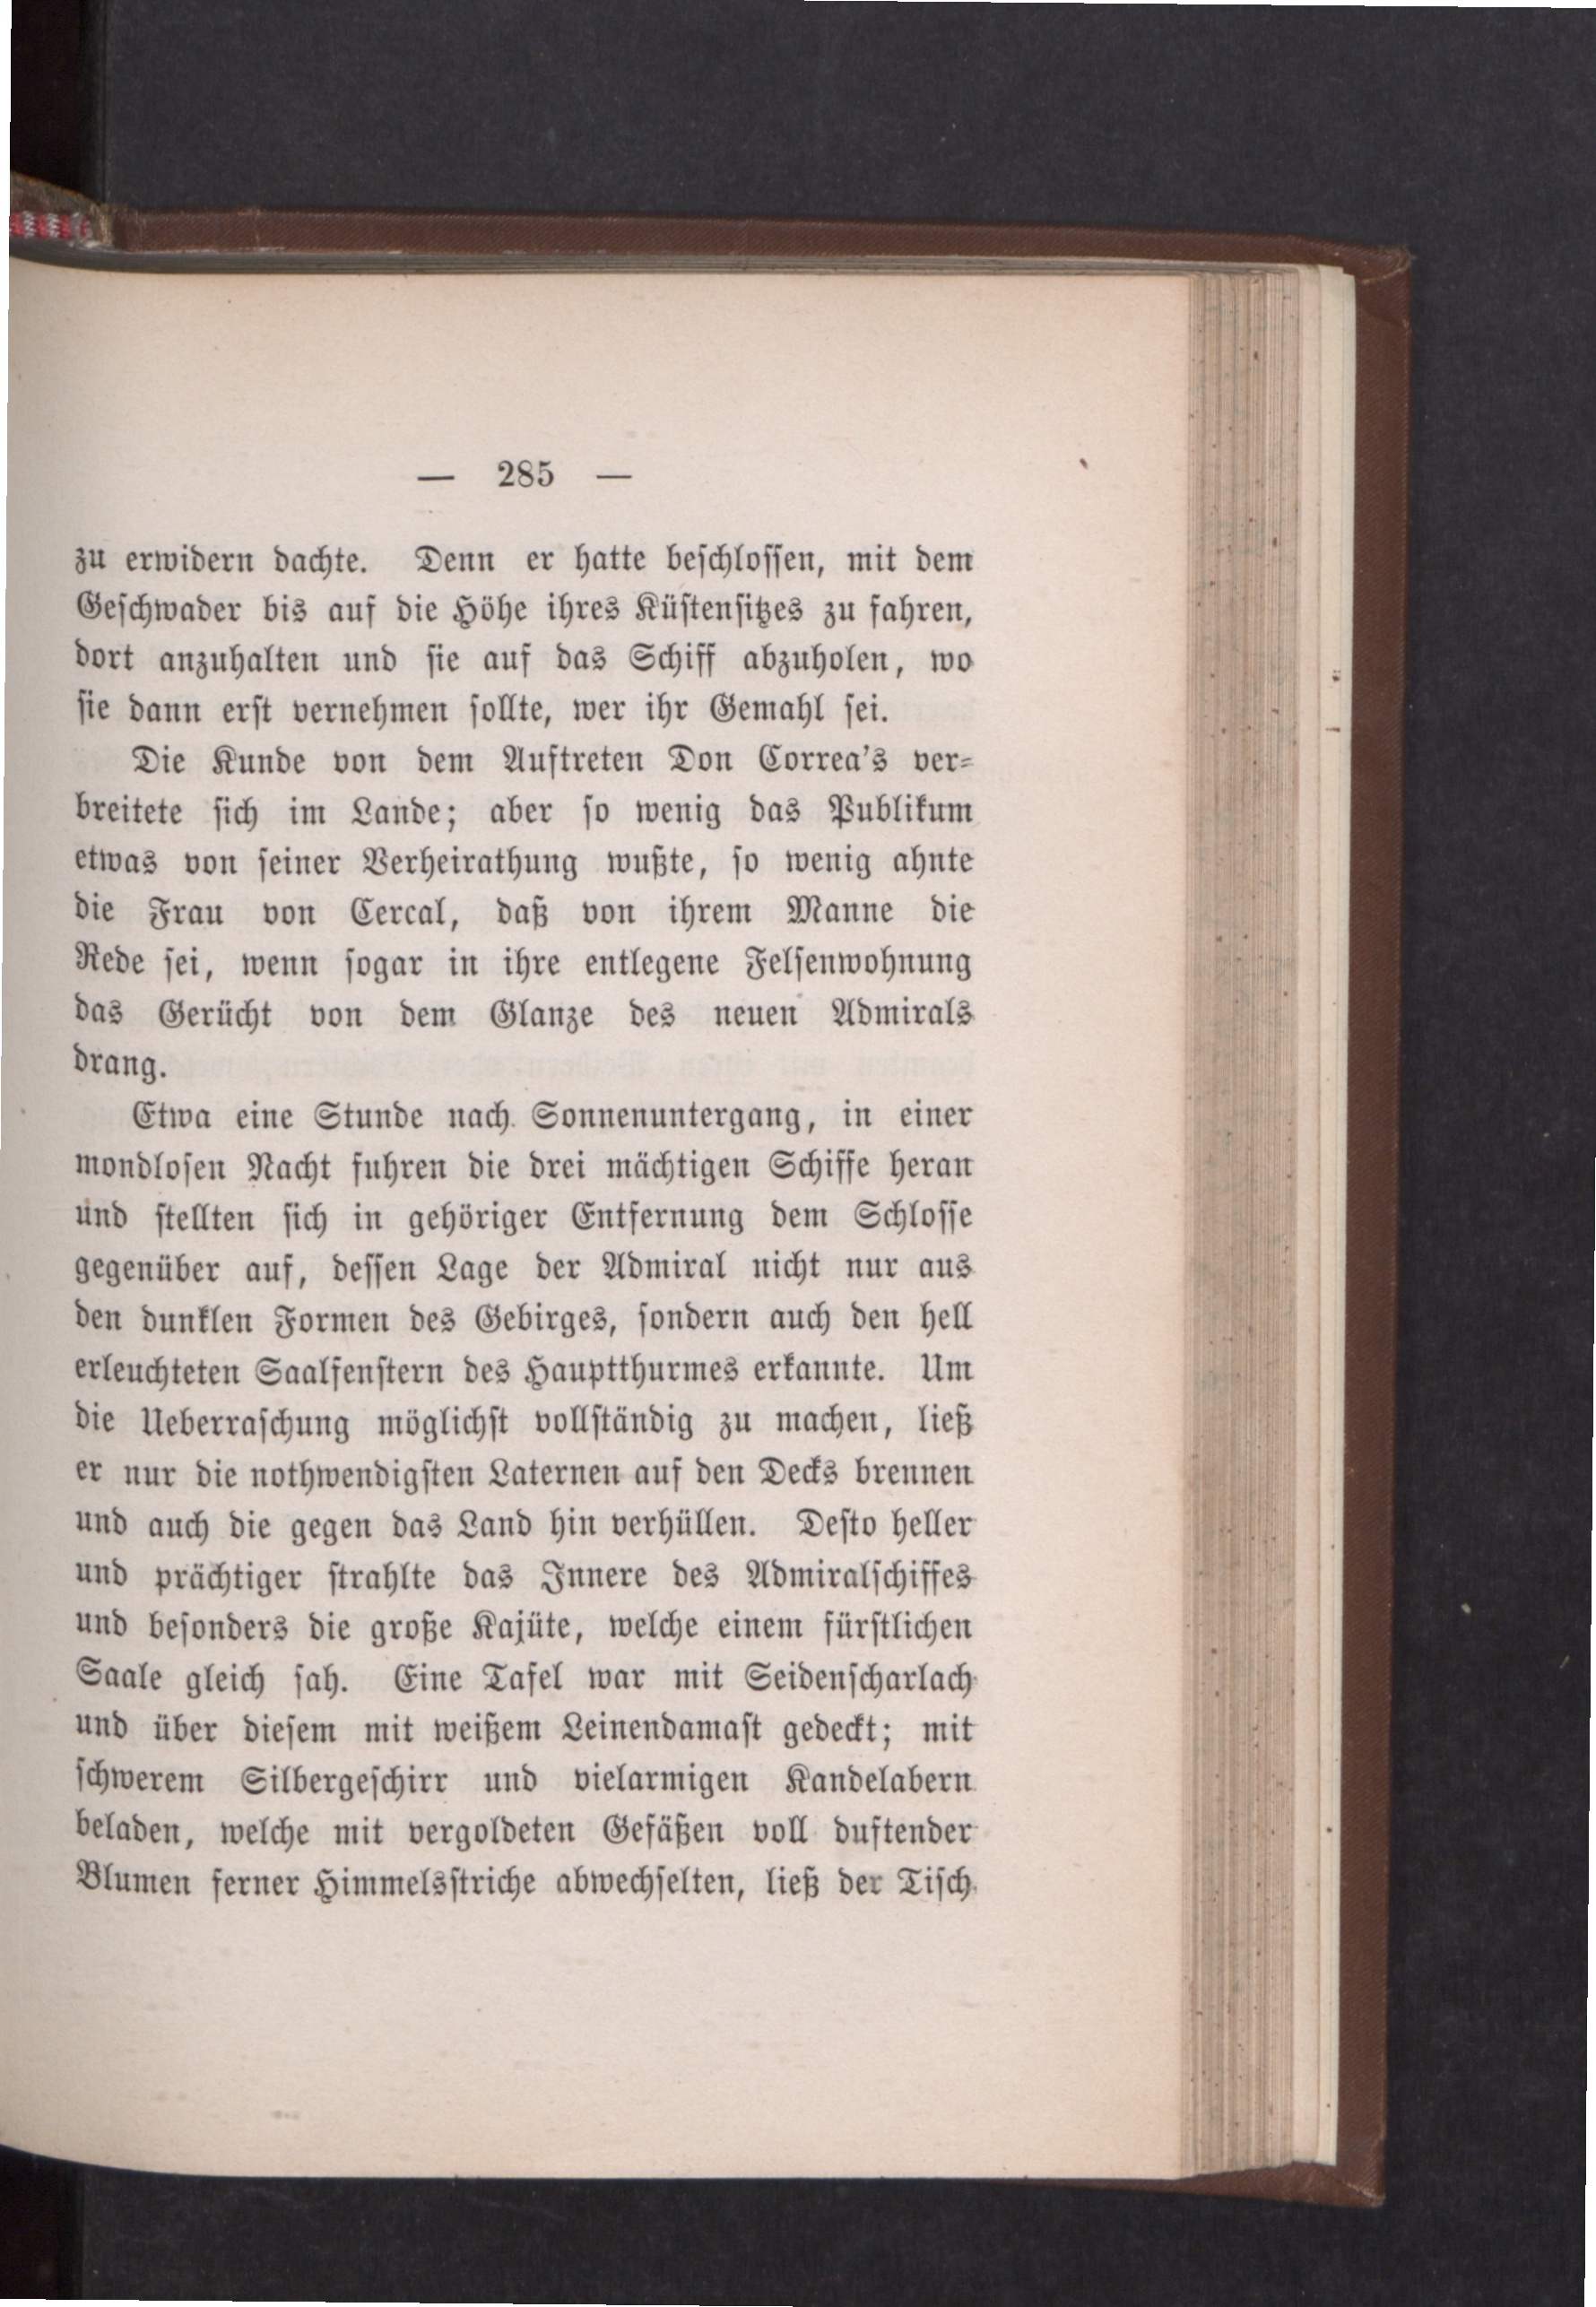 — 285 —
zu erwidern dachte. Denn er hatte beschlossen, mit dem
Geschwader bis auf die Höhe ihres Küstensitzes zu fahren,
dort anzuhalten und sie auf das Schiff abzuholen, wo
sie dann erst vernehmen sollte, wer ihr Gemahl sei.
Die Kunde von dem Auftreten Don Correa's ver-
breitete sich im Lande; aber so wenig das Publikum
etwas von seiner Verheirathung wußte, so wenig ahnte
die Frau von Cercal, daß von ihrem Manne die
Rede sei, wenn sogar in ihre entlegene Felsenwohnung
das Gerücht von dem Glanze des neuen Admirals
drang.
Etwa eine Stunde nach Sonnenuntergang, in einer
mondlosen Nacht fuhren die drei mächtigen Schiffe heran
und stellten sich in gehöriger Entfernung dem Schlosse
gegenüber auf, dessen Lage der Admiral nicht nur aus
den dunklen Formen des Gebirges, sondern auch den hell
erleuchteten Saalfenstern des Hauptthurmes erkannte. Um
die Ueberraschung möglichst vollständig zu machen, ließ
er nur die nothwendigsten Laternen auf den Decks brennen
und auch die gegen das Land hin verhüllen. Desto heller
und prächtiger strahlte das Innere des Admiralschiffes
und besonders die große Kajüte, welche einem fürstlichen
Saale gleich sah. Eine Tafel war mit Seidenscharlach
und über diesem mit weißem Leinendamast gedeckt; mit
schwerem Silbergeschirr und vielarmigen Kandelabern
beladen, welche mit vergoldeten Gefäßen voll duftender
Blumen ferner Himmelsstriche abwechselten, ließ der Tisch